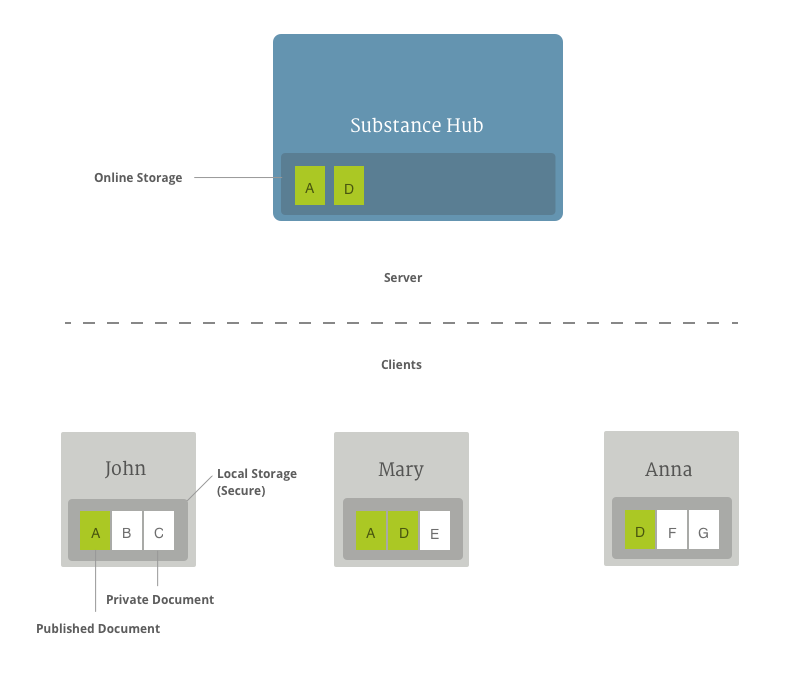 Substance Hub
Online Storage
A D
Server
Clients
John
Mary
Anna
Local Storage
(Secure)
A B C
A D E
D F G
Private Document
Published Document